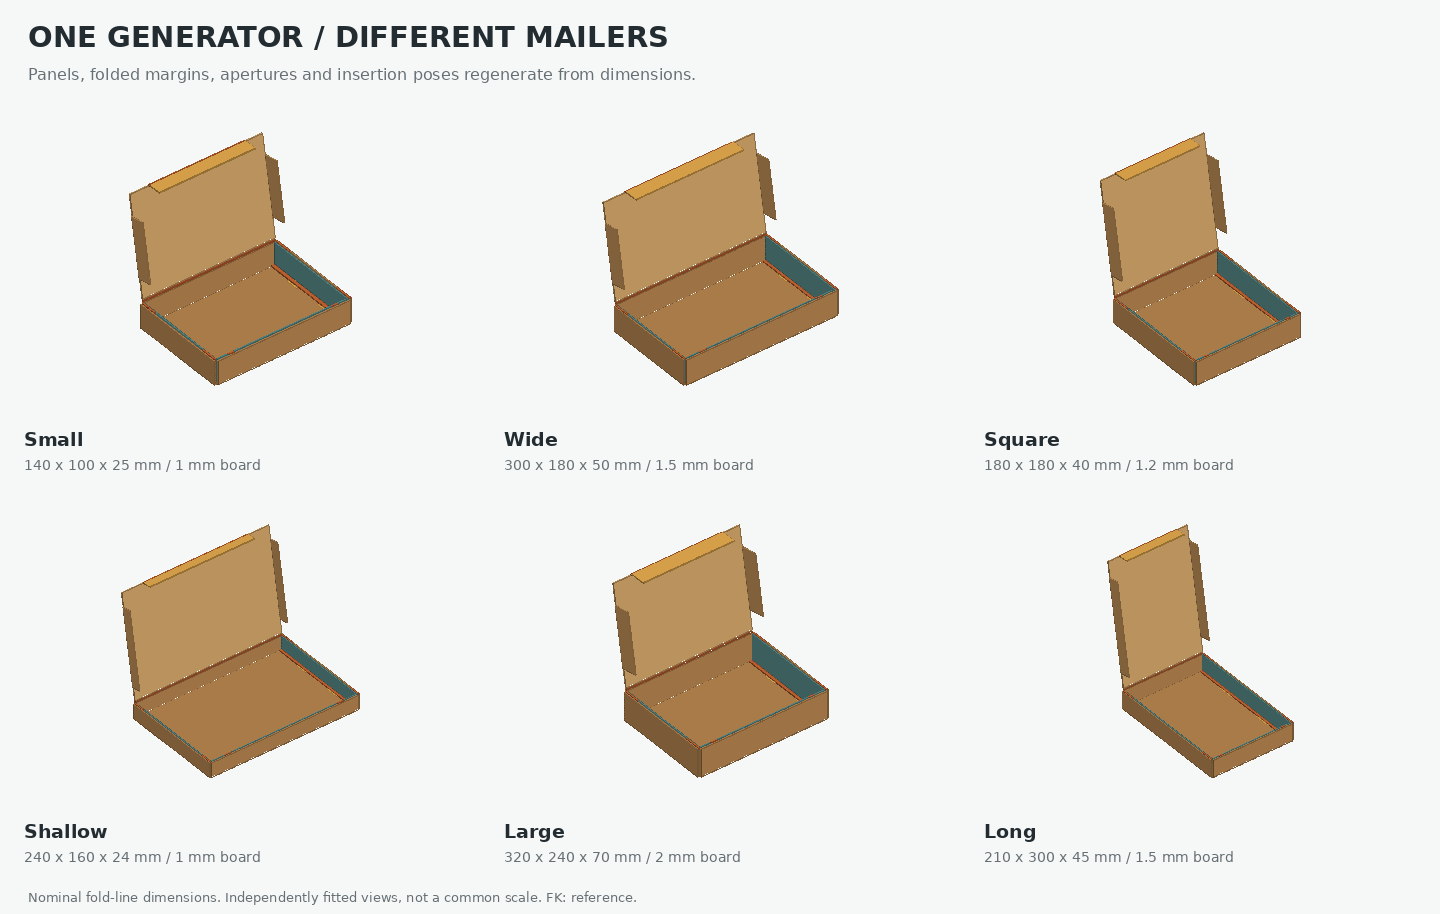 ONE GENERATOR / DIFFERENT MAILERS
Panels, folded margins, apertures and insertion poses regenerate from dimensions.
Small
140 x 100 x 25 mm / 1 mm board
Wide
300 x 180 x 50 mm / 1.5 mm board
Square
180 x 180 x 40 mm / 1.2 mm board
Shallow
240 x 160 x 24 mm / 1 mm board
Large
320 x 240 x 70 mm / 2 mm board
Long
210 x 300 x 45 mm / 1.5 mm board
Nominal fold-line dimensions. Independently fitted views, not a common scale. FK: reference.